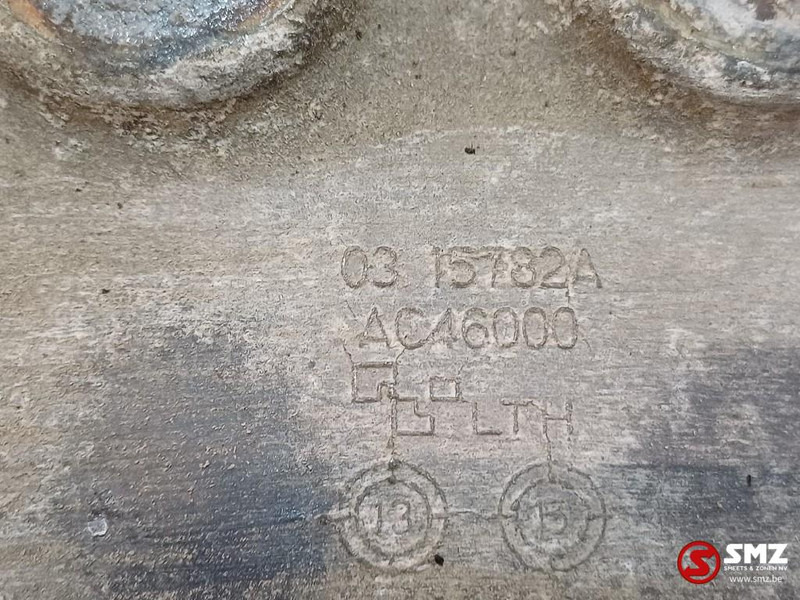 03 15782A
AC46000
LTH
13 15
S SMZ
SMEETS & ZONEN NV
www.smz.be